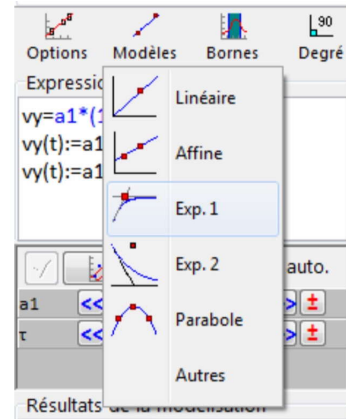 90
Options Modèles Bornes Degré
Expressio
vy=a1*(1
vy(t):=a1
vy(t):=a1
Linéaire
Affine
Exp. 1
Exp. 2
Parabole
Autres
auto.
a1 << > ±
τ << > ±
Résultats de la modélisation